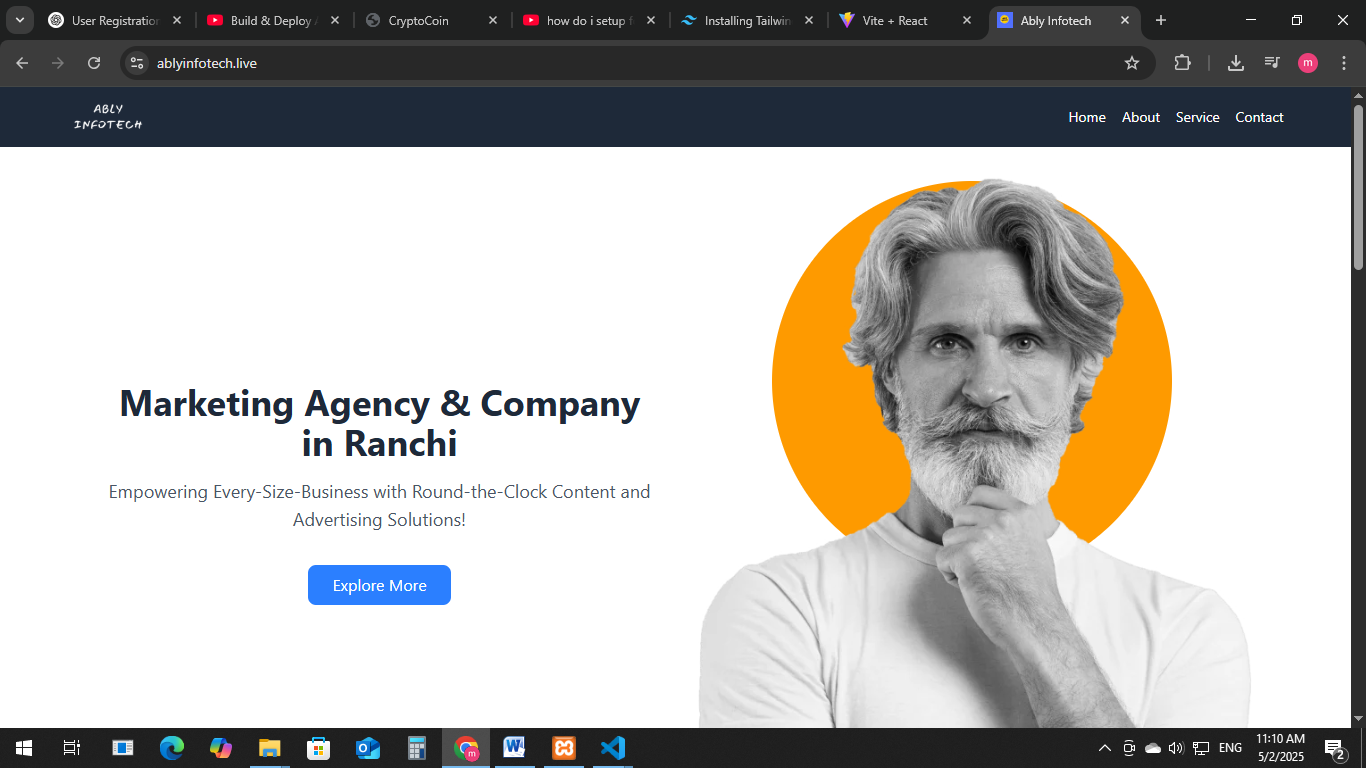 User Registration
Build & Deploy
CryptoCoin
how do i setup f
Installing Tailwin
Vite + React
Ably Infotech
ablyinfotech.live
m
ABLY
INFOTECH
Home About Service Contact
Marketing Agency & Company
in Ranchi
Empowering Every-Size-Business with Round-the-Clock Content and
Advertising Solutions!
Explore More
ENG
11:10 AM
5/2/2025
2